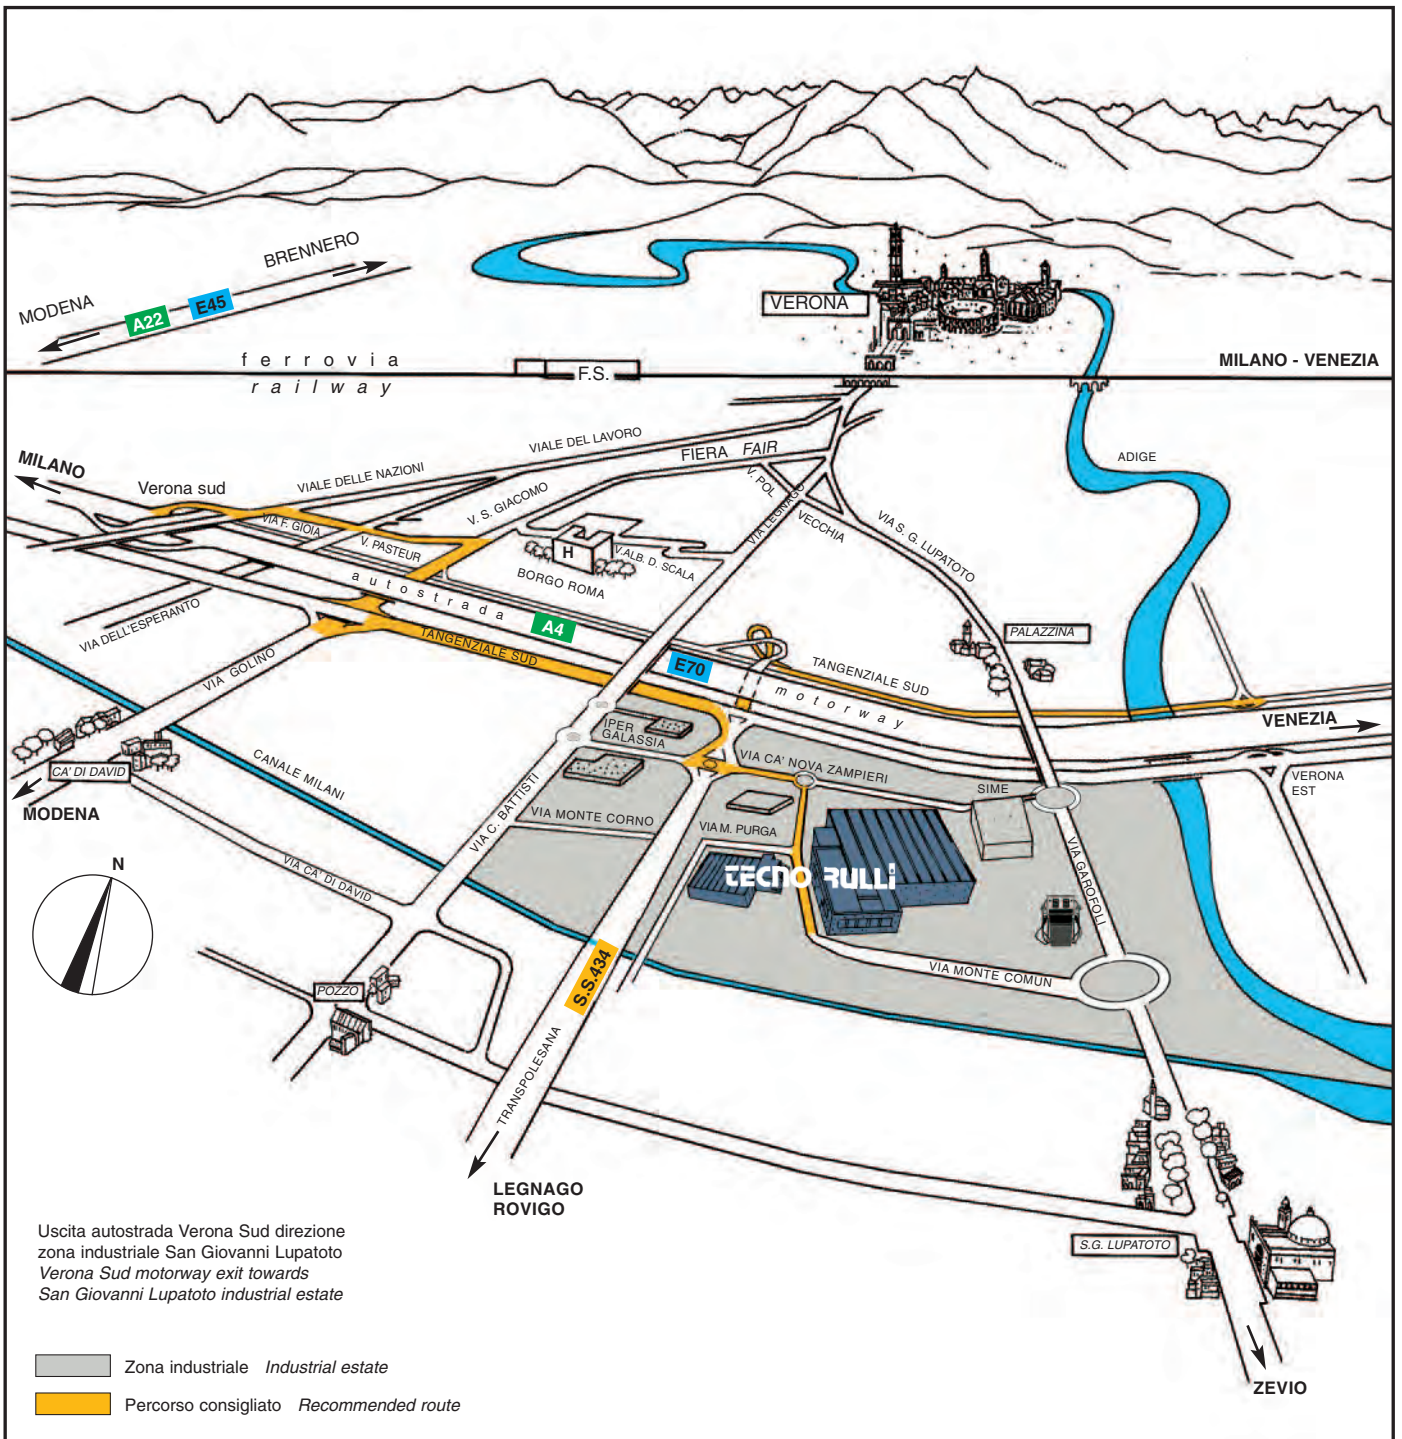 BRENNERO
MODENA
A22
E45
VERONA
ferrovia
railway
F.S.
MILANO - VENEZIA
VIALE DEL LAVORO
FIERA FAIR
ADIGE
MILANO
Verona sud
VIALE DELLE NAZIONI
V. S. GIACOMO
V. POL
VECCHIA
VIA LEGNAGO
VIA S. G. LUPATOTO
VIA F. GIOIA
V. PASTEUR
H
V.ALB. D. SCALA
BORGO ROMA
autostrada
A4
VIA DELL'ESPERANTO
TANGENZIALE SUD
VIA GOLINO
E70
motorway
TANGENZIALE SUD
PALAZZINA
VENEZIA
IPER
GALASSIA
VIA CA' NOVA ZAMPIERI
SIME
VERONA
EST
CA' DI DAVID
CANALE MILANI
MODENA
VIA C. BATTISTI
VIA MONTE CORNO
VIA M. PURGA
TECNO RULLI
VIA GAROFOLI
VIA CA' DI DAVID
N
VIA MONTE COMUN
S.S.434
POZZO
TRANSPOLESANA
LEGNAGO
ROVIGO
S.G. LUPATOTO
ZEVIO
Uscita autostrada Verona Sud direzione
zona industriale San Giovanni Lupatoto
Verona Sud motorway exit towards
San Giovanni Lupatoto industrial estate
Zona industriale Industrial estate
Percorso consigliato Recommended route